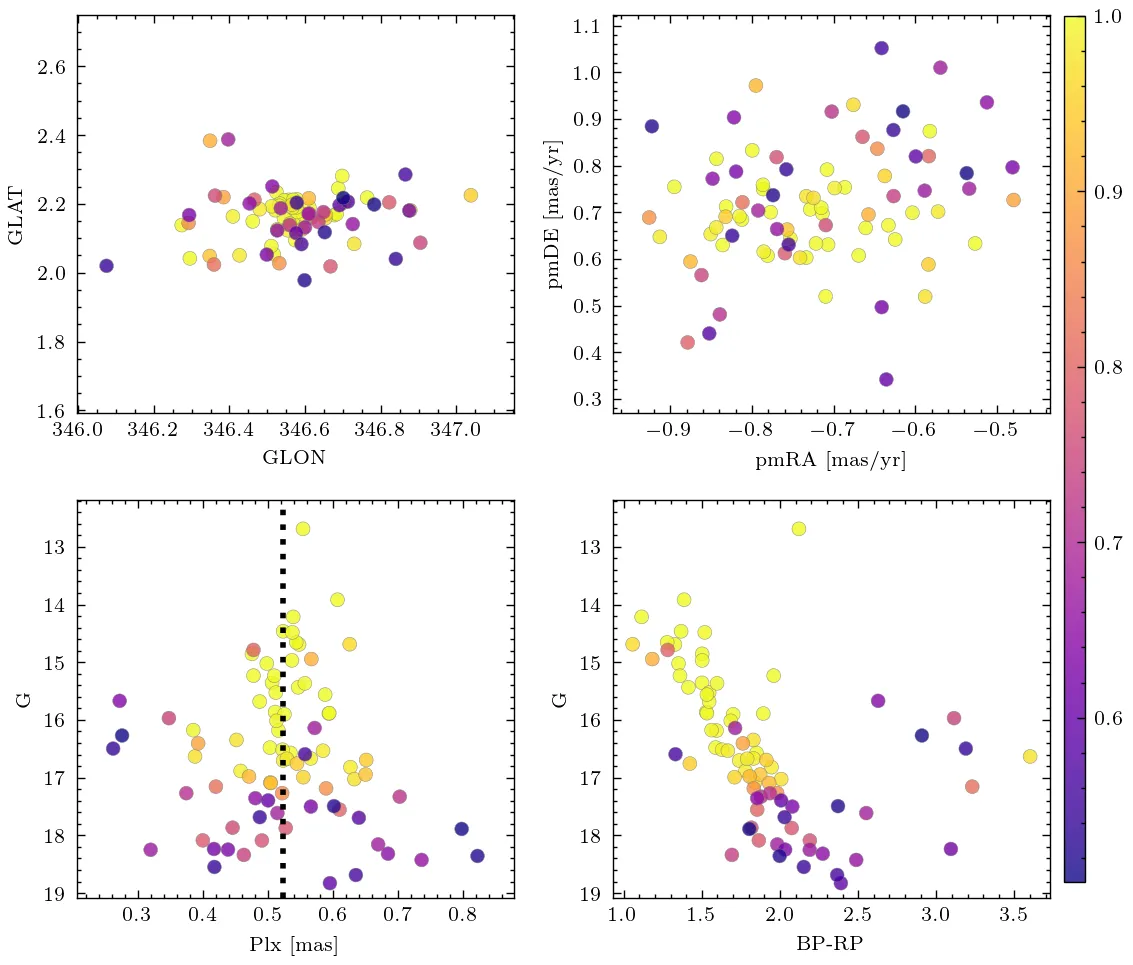 2.6
2.4
2.2
2.0
1.8
1.6
GLAT
346.0 346.2 346.4 346.6 346.8 347.0
GLON
1.1
1.0
0.9
0.8
0.7
0.6
0.5
0.4
0.3
pmDE [mas/yr]
−0.9 −0.8 −0.7 −0.6 −0.5
pmRA [mas/yr]
1.0
0.9
0.8
0.7
0.6
13
14
15
16
17
18
19
G
0.3 0.4 0.5 0.6 0.7 0.8
Plx [mas]
13
14
15
16
17
18
19
G
1.0 1.5 2.0 2.5 3.0 3.5
BP-RP